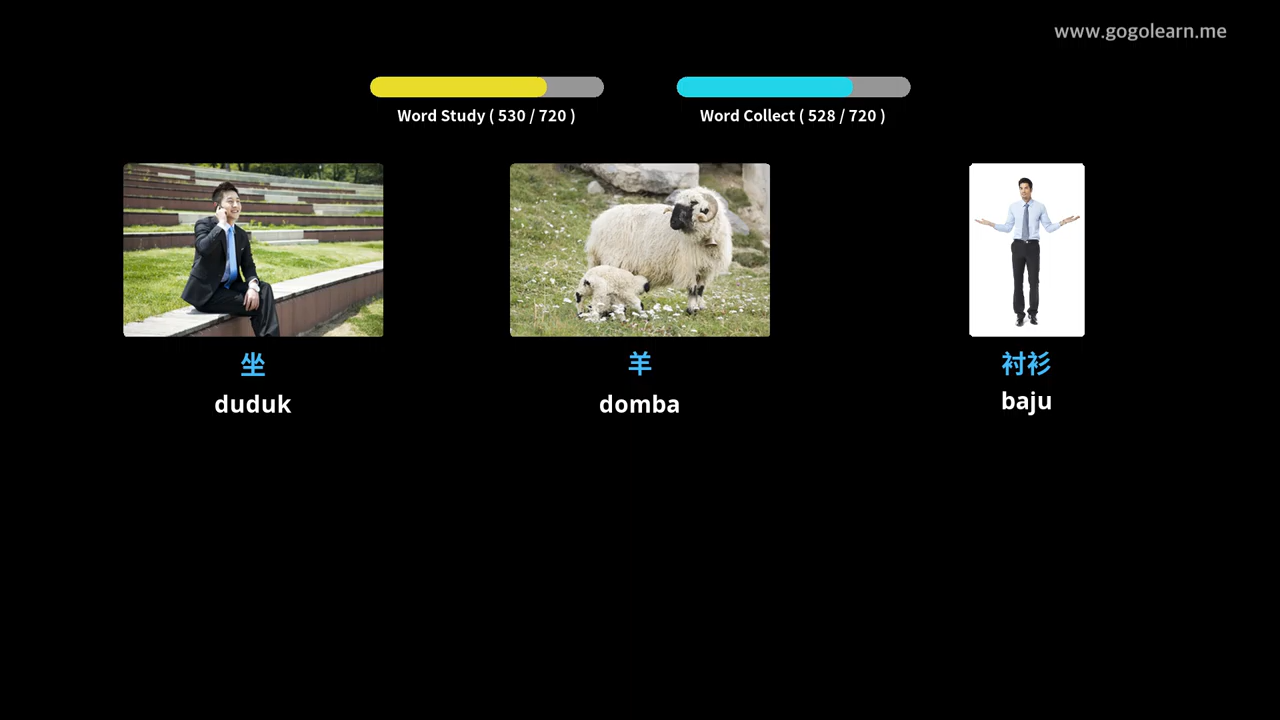 www.gogolearn.me
Word Study ( 530 / 720 )
Word Collect ( 528 / 720 )
坐
羊
衬衫
duduk
domba
baju